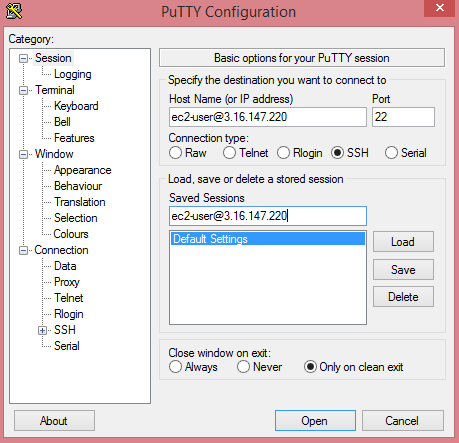 PuTTY Configuration
Category:
Session
Logging
Terminal
Keyboard
Bell
Features
Window
Appearance
Behaviour
Translation
Selection
Colours
Connection
Data
Proxy
Telnet
Rlogin
SSH
Serial
Basic options for your PuTTY session
Specify the destination you want to connect to
Host Name (or IP address) Port
ec2-user@3.16.147.220 22
Connection type:
Raw Telnet Rlogin SSH Serial
Load, save or delete a stored session
Saved Sessions
ec2-user@3.16.147.220
Default Settings
Load
Save
Delete
Close window on exit:
Always Never Only on clean exit
About Open Cancel